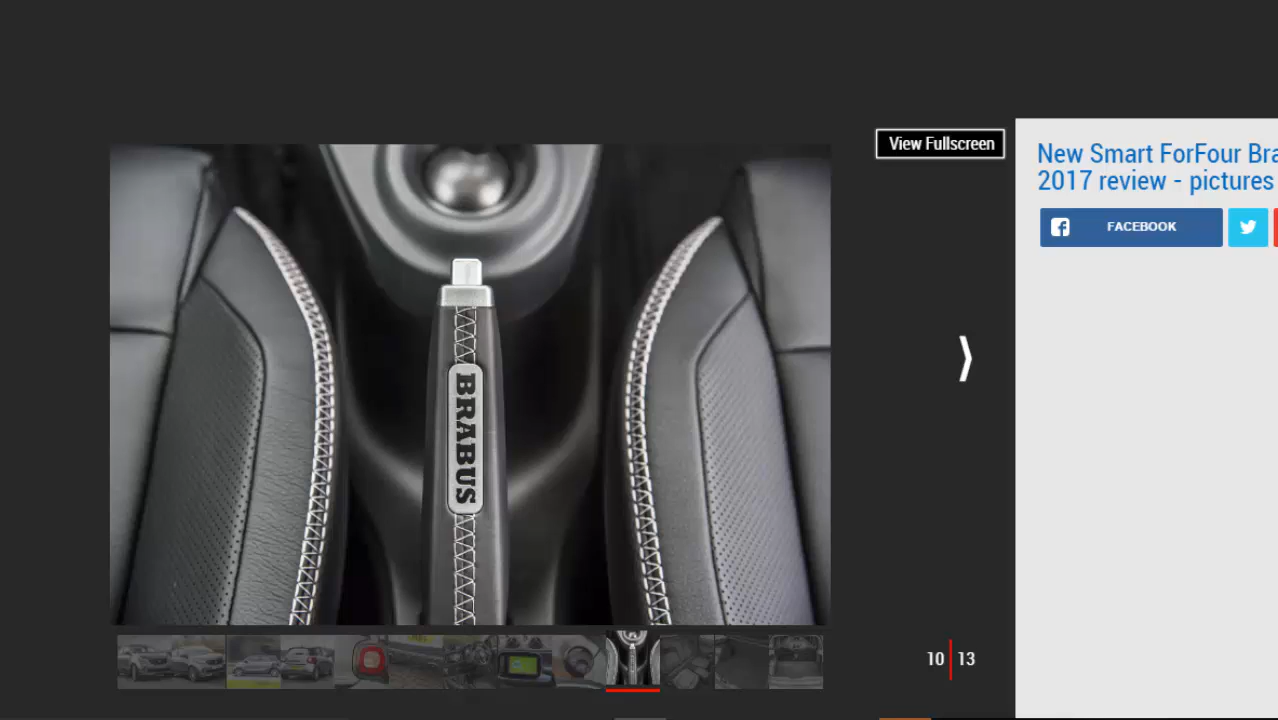 View Fullscreen
New Smart ForFour Bra
2017 review - pictures
FACEBOOK
BRABUS
10 13